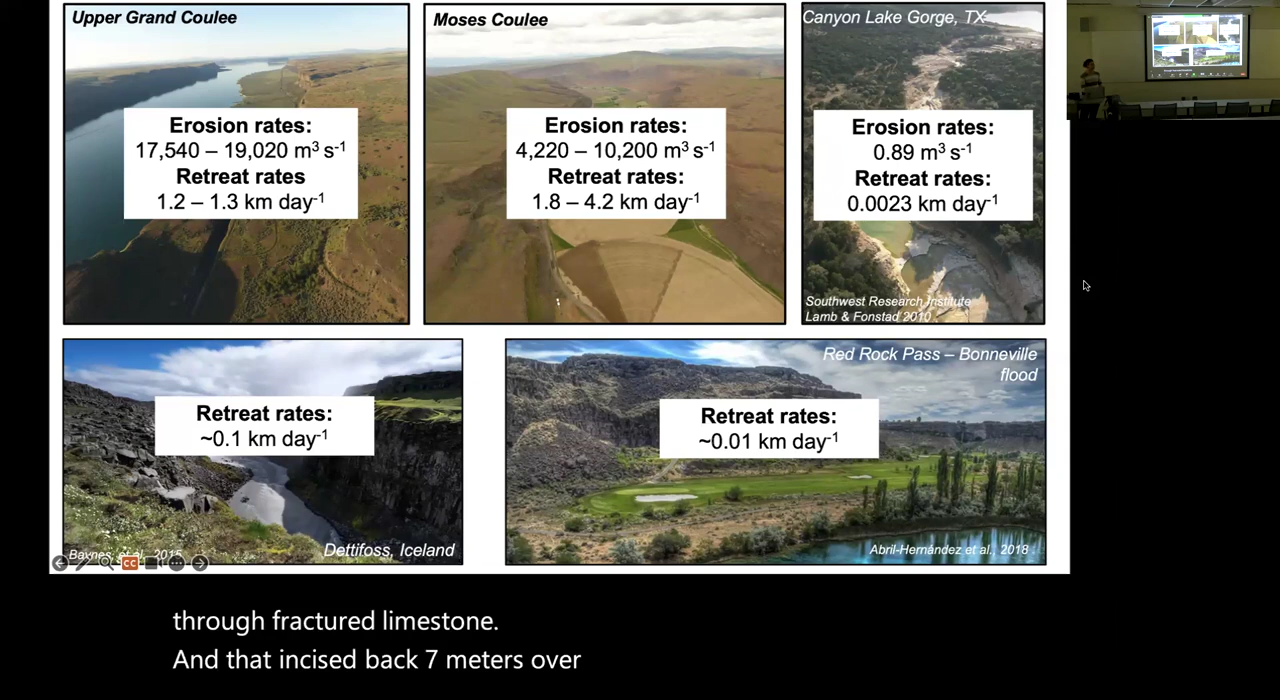 Upper Grand Coulee
Erosion rates:
17,540 – 19,020 m³ s⁻¹
Retreat rates
1.2 – 1.3 km day⁻¹
Moses Coulee
Erosion rates:
4,220 – 10,200 m³ s⁻¹
Retreat rates:
1.8 – 4.2 km day⁻¹
Canyon Lake Gorge, TX
Erosion rates:
0.89 m³ s⁻¹
Retreat rates:
0.0023 km day⁻¹
Southwest Research Institute
Lamb & Fonstad 2010
Retreat rates:
~0.1 km day⁻¹
Baynes, et al., 2015
Dettifoss, Iceland
Red Rock Pass – Bonneville
flood
Retreat rates:
~0.01 km day⁻¹
Abril-Hernández et al., 2018
CC
through fractured limestone.
And that incised back 7 meters over